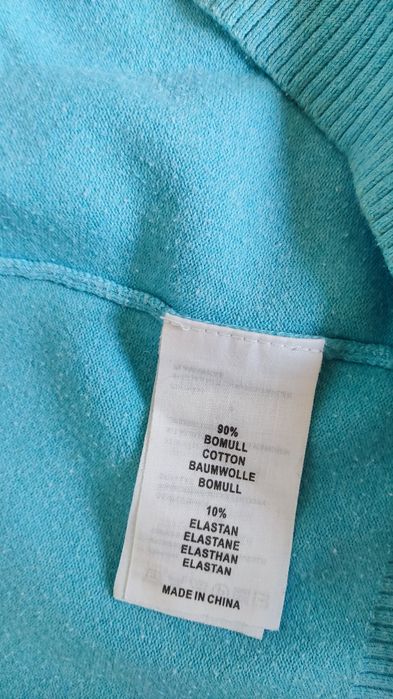 90%
BOMULL
COTTON
BAUMWOLLE
BOMULL
10%
ELASTAN
ELASTANE
ELASTHAN
ELASTAN
MADE IN CHINA